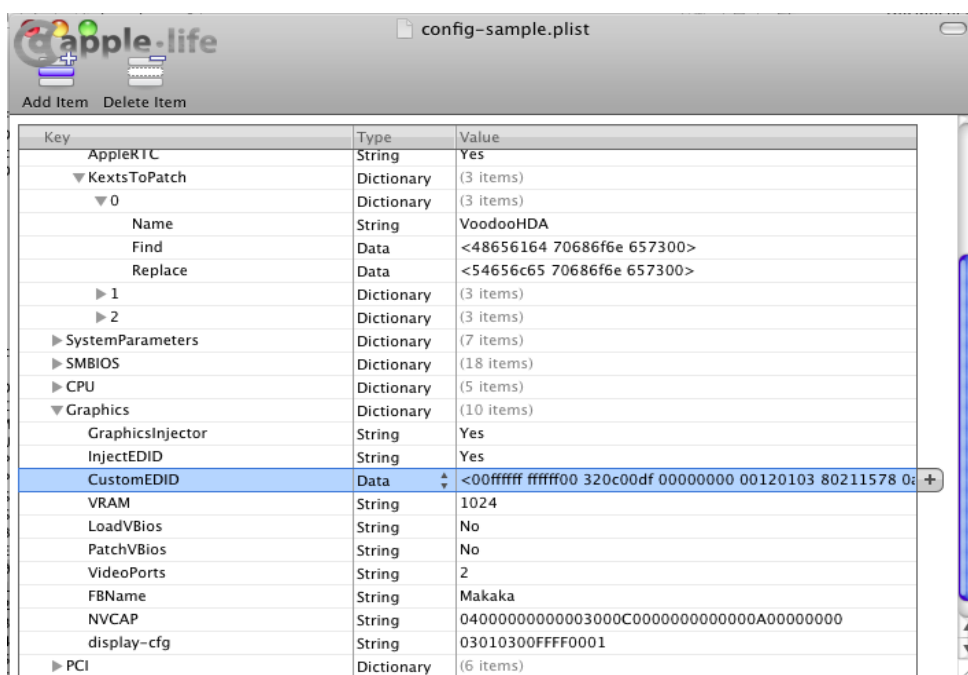 apple·life
config-sample.plist
Add Item Delete Item
Key Type Value
AppleRTC String Yes
KextsToPatch Dictionary (3 items)
0 Dictionary (3 items)
Name String VoodooHDA
Find Data <48656164 70686f6e 657300>
Replace Data <54656c65 70686f6e 657300>
1 Dictionary (3 items)
2 Dictionary (3 items)
SystemParameters Dictionary (7 items)
SMBIOS Dictionary (18 items)
CPU Dictionary (5 items)
Graphics Dictionary (10 items)
GraphicsInjector String Yes
InjectEDID String Yes
CustomEDID Data <00ffffff ffffff00 320c00df 00000000 00120103 80211578
VRAM String 1024
LoadVBios String No
PatchVBios String No
VideoPorts String 2
FBName String Makaka
NVCAP String 04000000000003000C0000000000000A00000000
display-cfg String 03010300FFFF0001
PCI Dictionary (6 items)